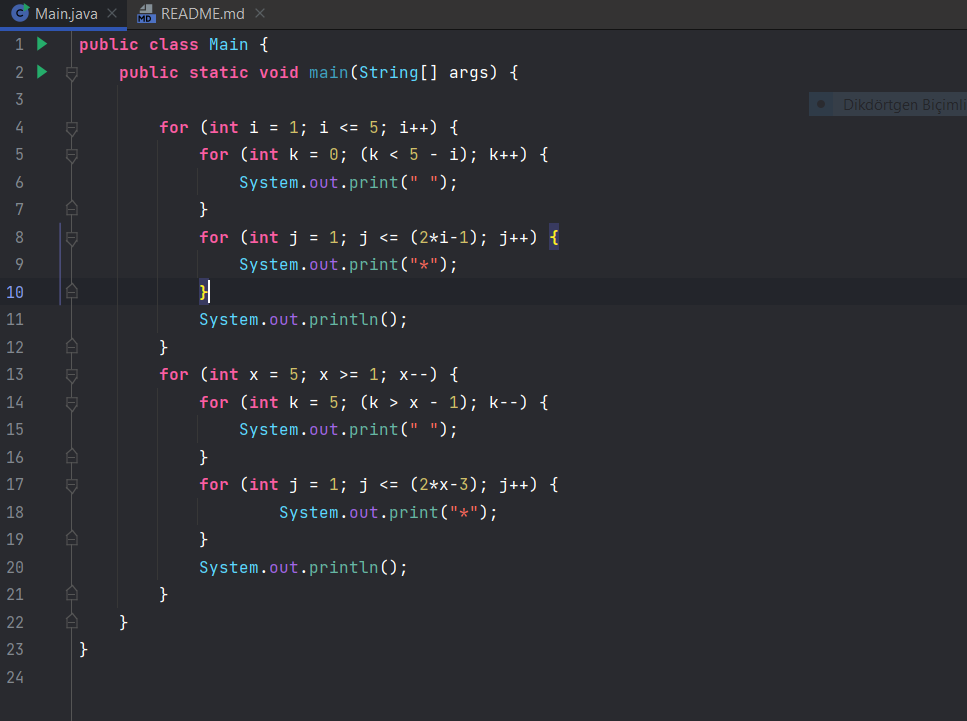 Main.java README.md
1 public class Main {
2     public static void main(String[] args) {
3
Dikdörtgen Biçimli
4         for (int i = 1; i <= 5; i++) {
5             for (int k = 0; (k < 5 - i); k++) {
6                 System.out.print(" ");
7             }
8             for (int j = 1; j <= (2*i-1); j++) {
9                 System.out.print("*");
10             }
11             System.out.println();
12         }
13         for (int x = 5; x >= 1; x--) {
14             for (int k = 5; (k > x - 1); k--) {
15                 System.out.print(" ");
16             }
17             for (int j = 1; j <= (2*x-3); j++) {
18                     System.out.print("*");
19             }
20             System.out.println();
21         }
22     }
23 }
24